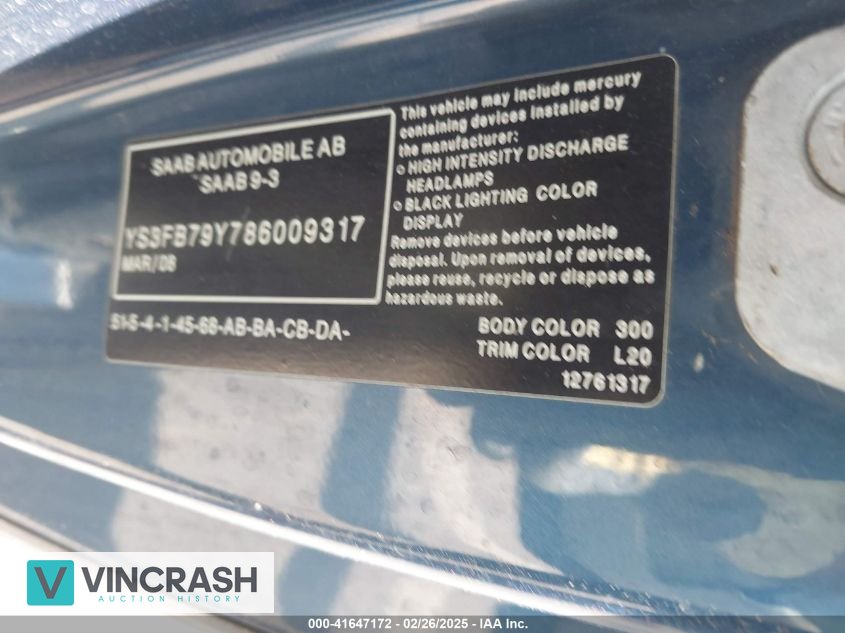 SAAB AUTOMOBILE AB
SAAB 9-3
YS3FB79Y786009317
MAR/08
This vehicle may include mercury
containing devices installed by
the manufacturer:
○ HIGH INTENSITY DISCHARGE
HEADLAMPS
○ BLACK LIGHTING COLOR
DISPLAY
Remove devices before vehicle
disposal. Upon removal of devices,
please reuse, recycle or dispose as
hazardous waste.
51-5-4-1-45-68-AB-BA-CB-DA-
BODY COLOR 300
TRIM COLOR L20
12761317
V VINCRASH
AUCTION HISTORY
000-41647172 - 02/26/2025 - IAA Inc.